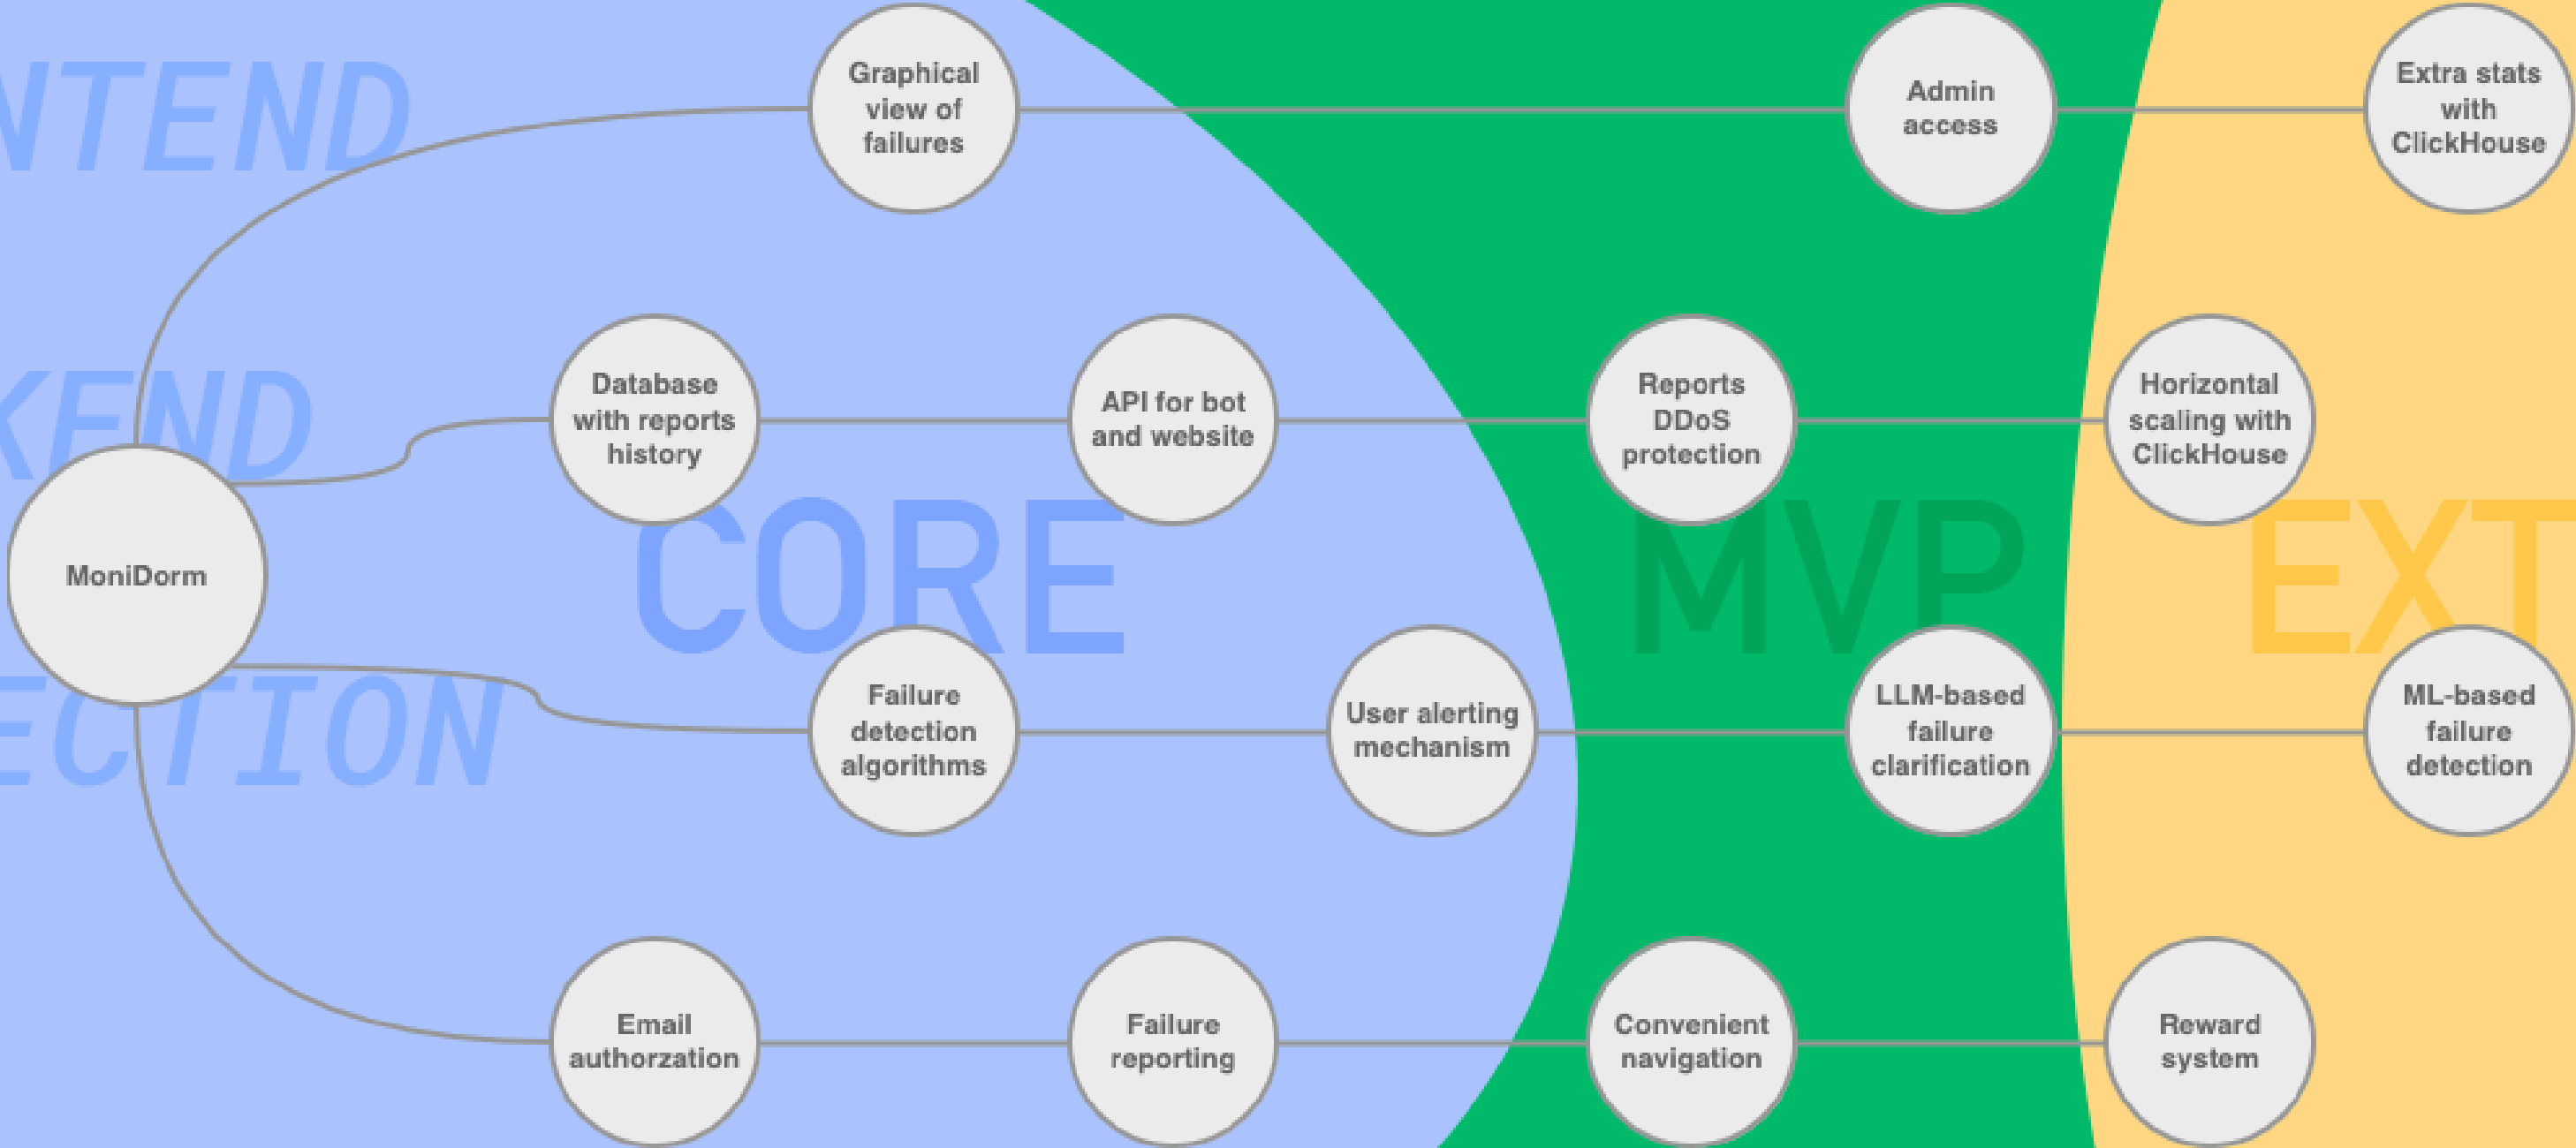 NTEND
Graphical
view of
failures
Admin
access
Extra stats
with
ClickHouse
KEND
Database
with reports
history
API for bot
and website
Reports
DDoS
protection
Horizontal
scaling with
ClickHouse
MoniDorm
CORE
MVP
EXT
ECTION
Failure
detection
algorithms
User alerting
mechanism
LLM-based
failure
clarification
ML-based
failure
detection
Email
authorzation
Failure
reporting
Convenient
navigation
Reward
system